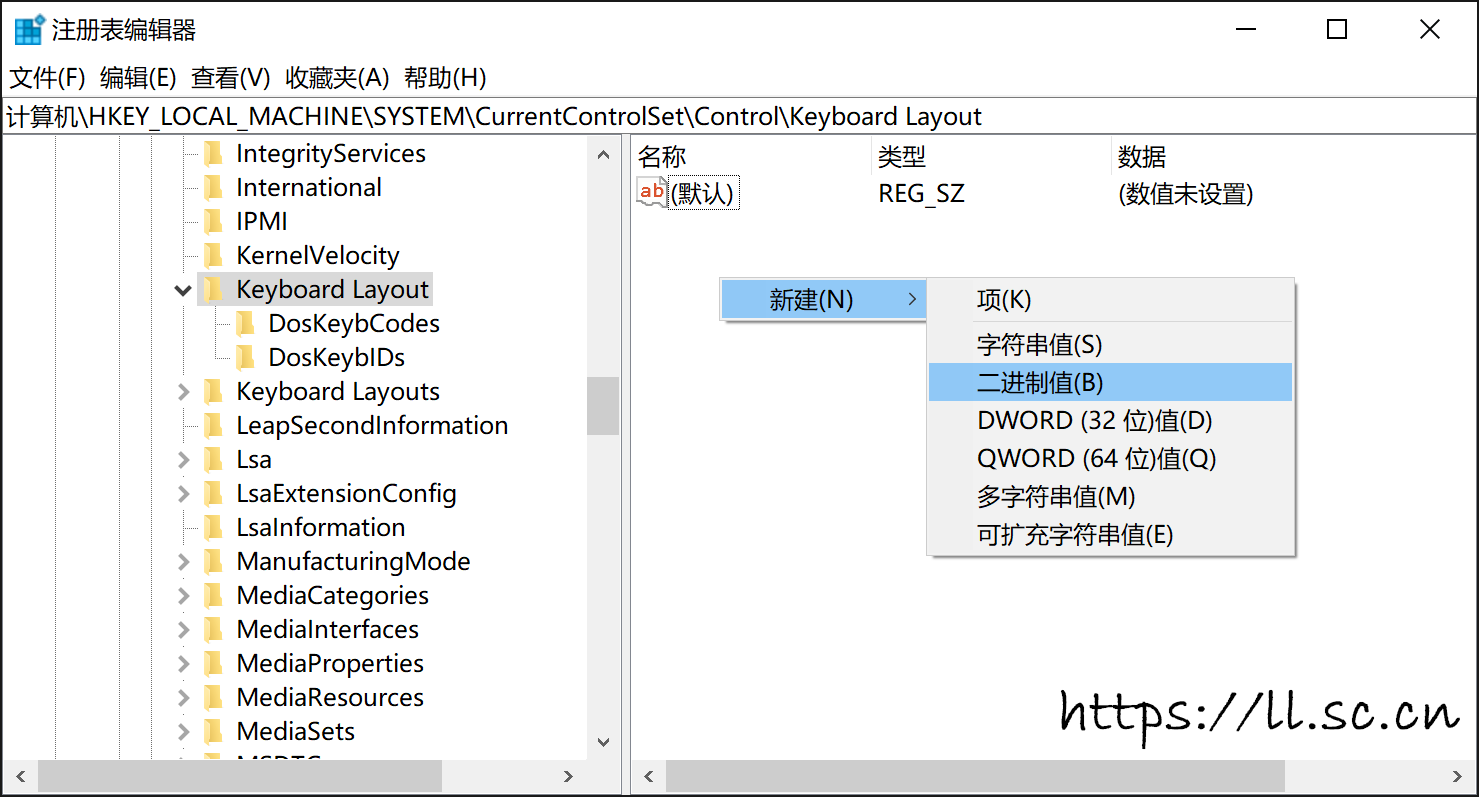 注册表编辑器
文件(F) 编辑(E) 查看(V) 收藏夹(A) 帮助(H)
计算机\HKEY_LOCAL_MACHINE\SYSTEM\CurrentControlSet\Control\Keyboard Layout
IntegrityServices
International
IPMI
KernelVelocity
Keyboard Layout
DosKeybCodes
DosKeybIDs
Keyboard Layouts
LeapSecondInformation
Lsa
LsaExtensionConfig
LsaInformation
ManufacturingMode
MediaCategories
MediaInterfaces
MediaProperties
MediaResources
MediaSets
名称 类型 数据
ab (默认) REG_SZ (数值未设置)
新建(N)
项(K)
字符串值(S)
二进制值(B)
DWORD (32 位)值(D)
QWORD (64 位)值(Q)
多字符串值(M)
可扩充字符串值(E)
https://ll.sc.cn